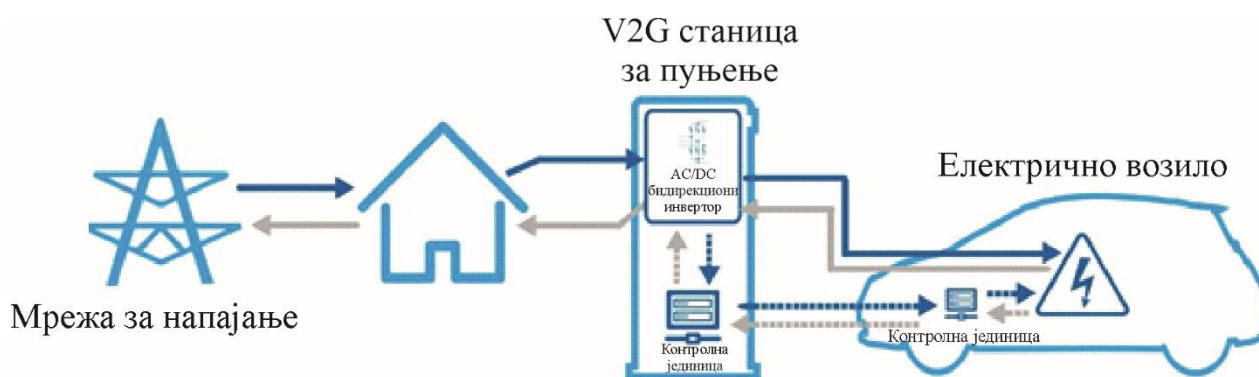 V2G станица
за пуњење
Мрежа за напајање
AC/DC
бидирекциони
инвертор
Контролна
јединица
Електрично возило
Контролна јединица